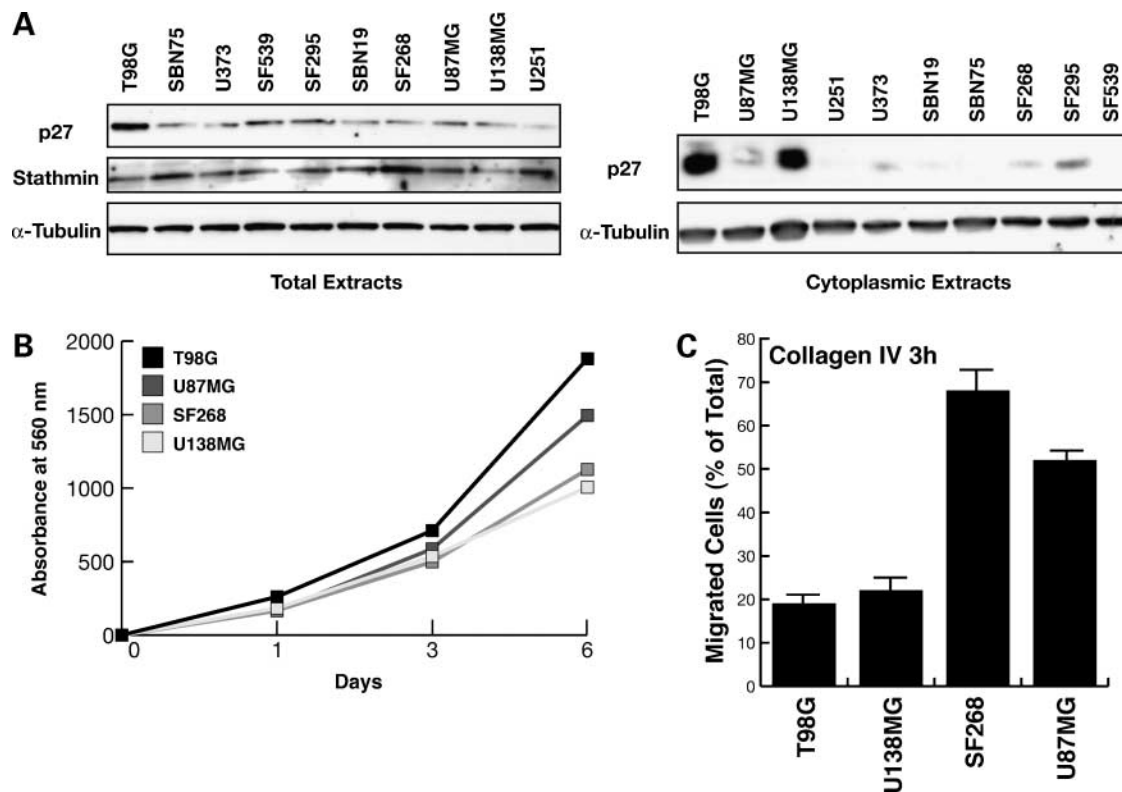 A
T98G
SBN75
U373
SF539
SF295
SBN19
SF268
U87MG
U138MG
U251
p27
Stathmin
α-Tubulin
Total Extracts
T98G
U87MG
U138MG
U251
U373
SBN19
SBN75
SF268
SF295
SF539
p27
α-Tubulin
Cytoplasmic Extracts
B
T98G
U87MG
SF268
U138MG
Absorbance at 560 nm
2000
1500
1000
500
0
0 1 3 6
Days
C
Collagen IV 3h
Migrated Cells (% of Total)
80
70
60
50
40
30
20
10
0
T98G
U138MG
SF268
U87MG